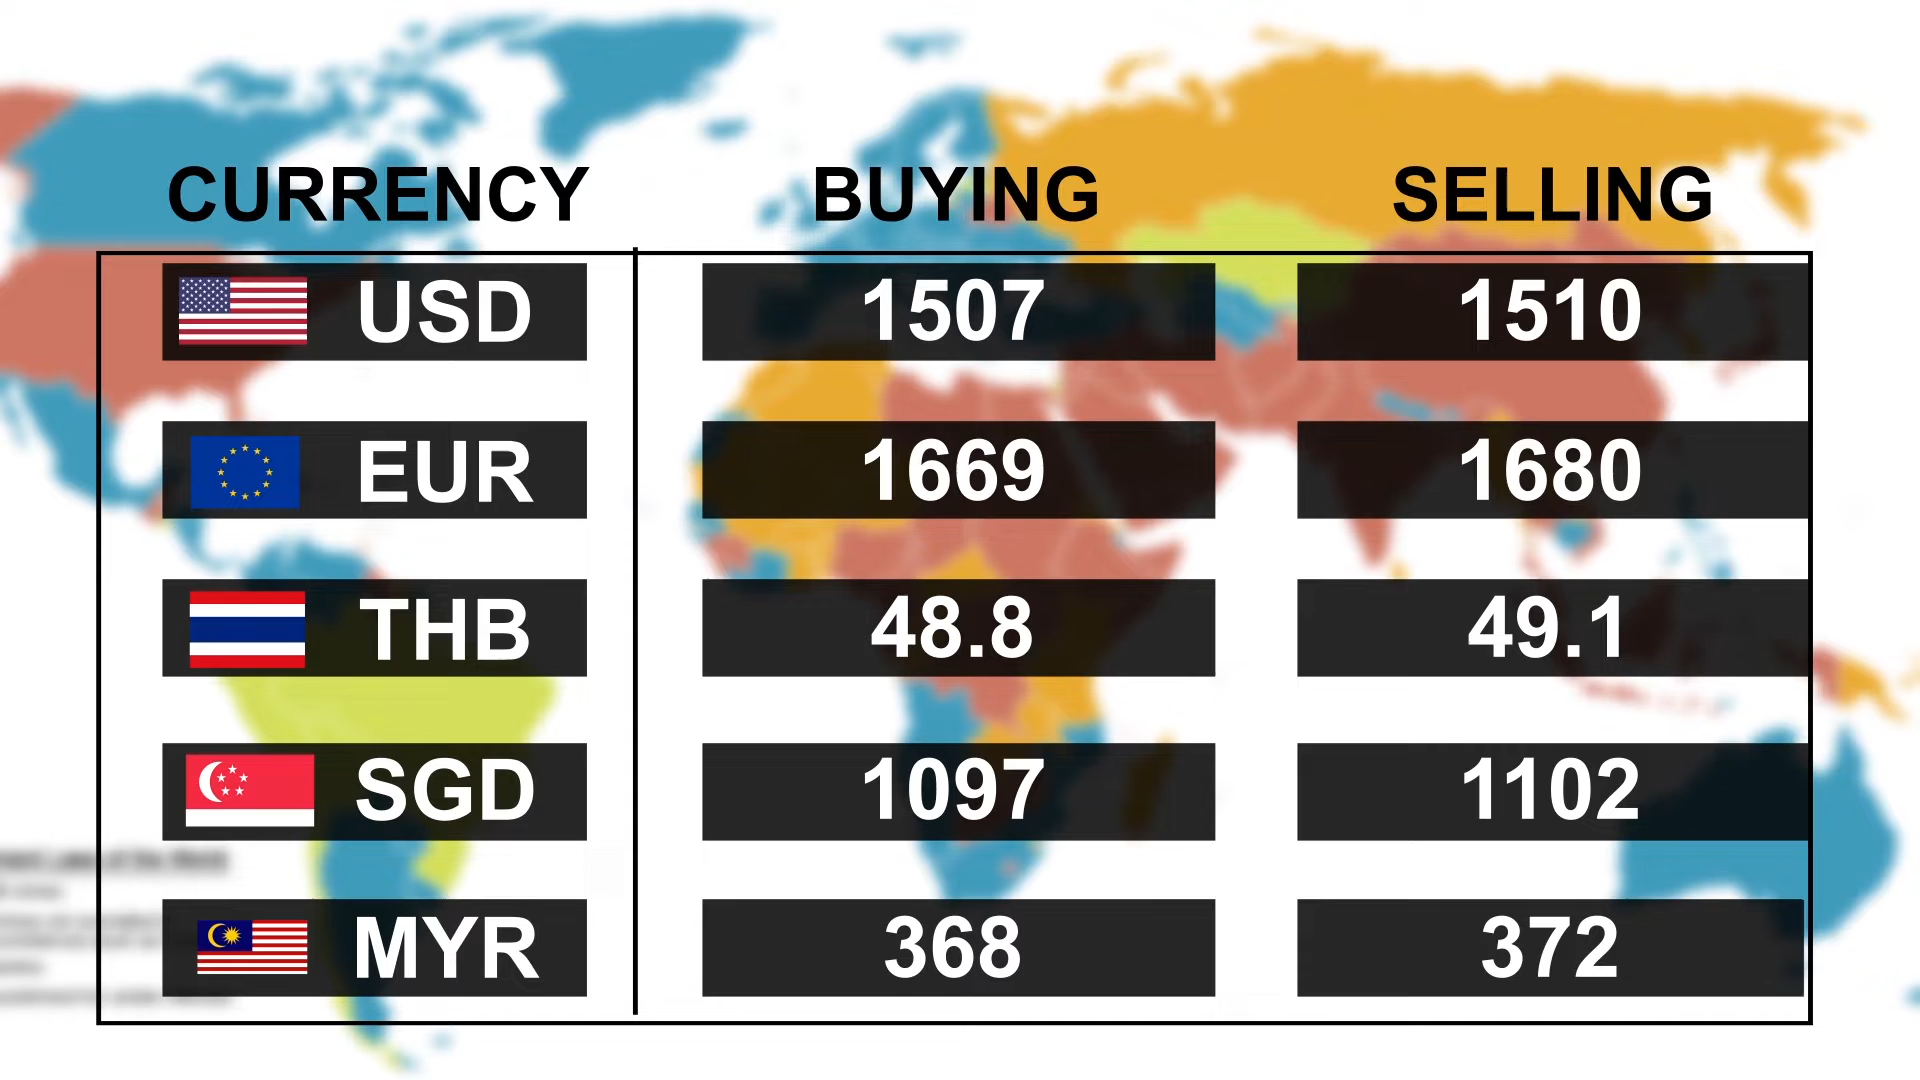 CURRENCY BUYING SELLING
USD 1507 1510
EUR 1669 1680
THB 48.8 49.1
SGD 1097 1102
MYR 368 372